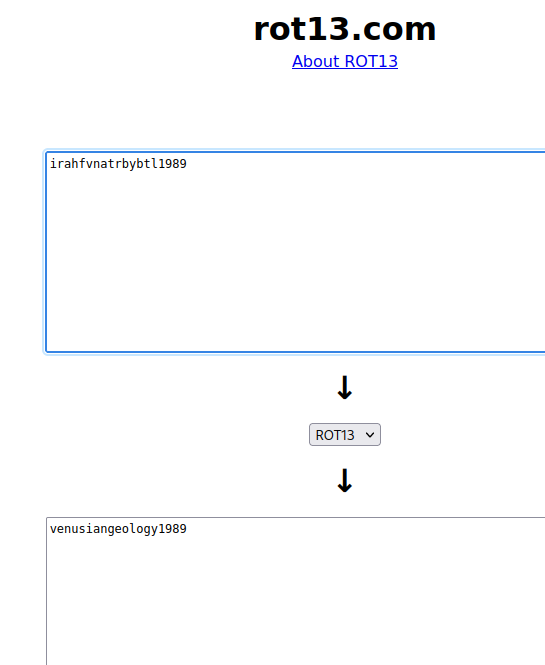 rot13.com
About ROT13
irahfvnatrbybtl1989
↓
ROT13
↓
venusiangeology1989